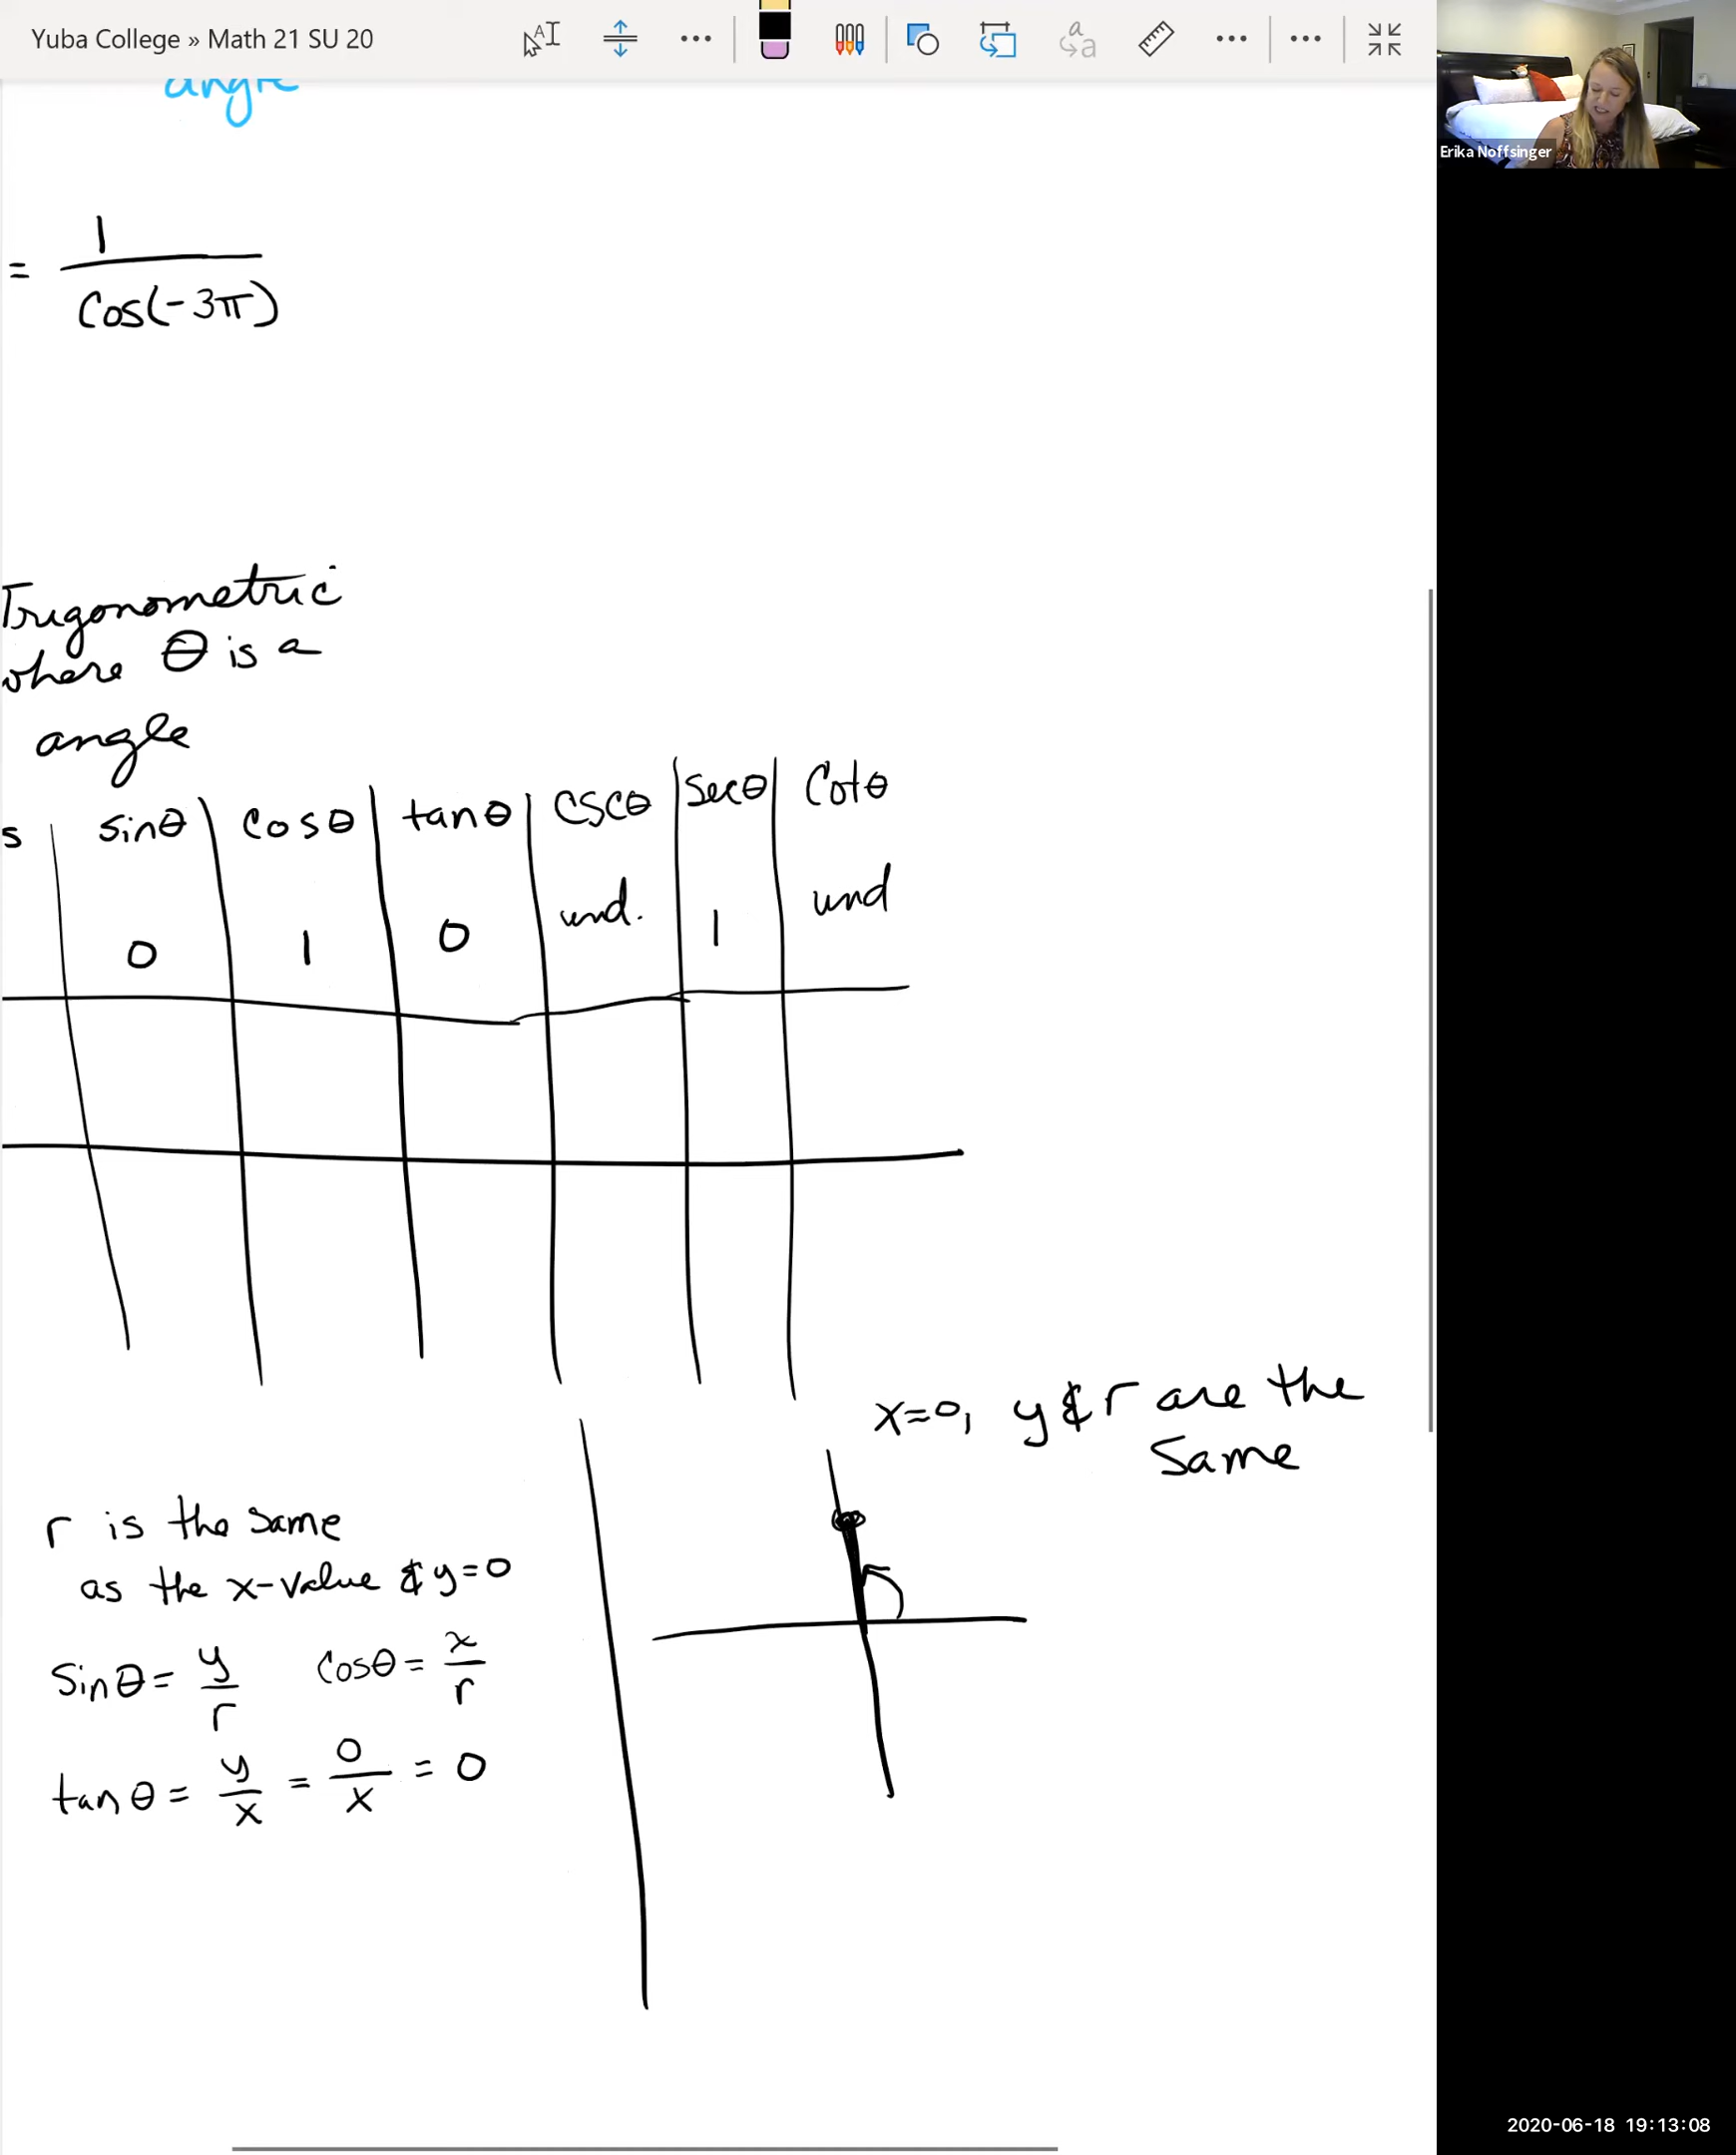 Yuba College » Math 21 SU 20
angle
Erika Noffsinger
= 1/Cos(-3π)
Trigonometric
where θ is a
angle
s | sinθ | cosθ | tanθ | cscθ | secθ | Cotθ
0 | 1 | 0 | und. | 1 | und
x=0, y & r are the
Same
r is the same
as the x-value & y=0
Sinθ= y/r Cosθ= x/r
tanθ= y/x = 0/x = 0
2020-06-18 19:13:08